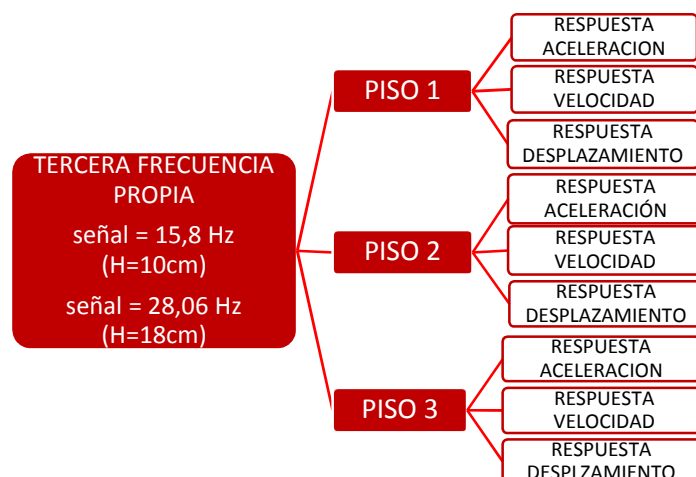 TERCERA FRECUENCIA
PROPIA
señal = 15,8 Hz
(H=10cm)
señal = 28,06 Hz
(H=18cm)
PISO 1
RESPUESTA
ACELERACION
RESPUESTA
VELOCIDAD
RESPUESTA
DESPLAZAMIENTO
PISO 2
RESPUESTA
ACELERACIÓN
RESPUESTA
VELOCIDAD
RESPUESTA
DESPLAZAMIENTO
PISO 3
RESPUESTA
ACELERACION
RESPUESTA
VELOCIDAD
RESPUESTA
DESPLZAMIENTO